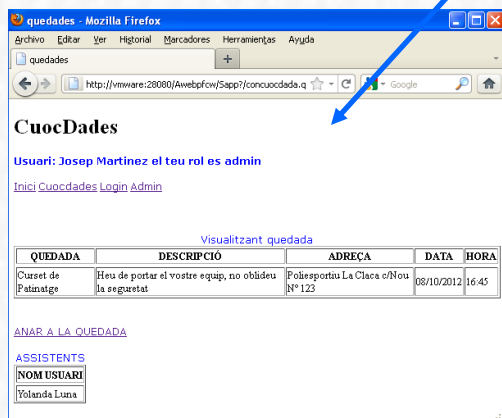 quedades - Mozilla Firefox
Archivo Editar Ver Historial Marcadores Herramientas Ayuda
quedades +
http://vmware:28080/Awebpfcw/Sapp?/concuocdada.q Google
CuocDades
Usuari: Josep Martinez el teu rol es admin
Inici Cuocdades Login Admin
Visualitzant quedada
QUEDADA DESCRIPCIÓ ADREÇA DATA HORA
Curset de Heu de portar el vostre equip, no oblideu Poliesportiu La Claca c/Nou 08/10/2012 16:45
Patinatge la seguretat Nº 123
ANAR A LA QUEDADA
ASSISTENTS
NOM USUARI
Yolanda Luna